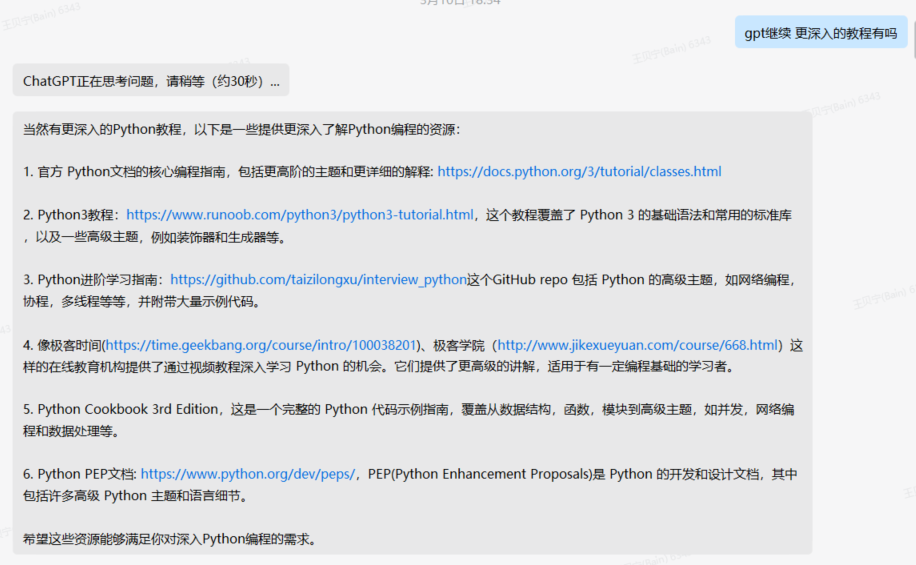 gpt继续 更深入的教程有吗
ChatGPT正在思考问题，请稍等（约30秒）...
当然有更深入的Python教程，以下是一些提供更深入了解Python编程的资源：
1. 官方 Python文档的核心编程指南，包括更高阶的主题和更详细的解释: https://docs.python.org/3/tutorial/classes.html
2. Python3教程：https://www.runoob.com/python3/python3-tutorial.html，这个教程覆盖了 Python 3 的基础语法和常用的标准库
，以及一些高级主题，例如装饰器和生成器等。
3. Python进阶学习指南：https://github.com/taizilongxu/interview_python这个GitHub repo 包括 Python 的高级主题，如网络编程，
协程，多线程等等，并附带大量示例代码。
4. 像极客时间(https://time.geekbang.org/course/intro/100038201)、极客学院（http://www.jikexueyuan.com/course/668.html）这
样的在线教育机构提供了通过视频教程深入学习 Python 的机会。它们提供了更高级的讲解，适用于有一定编程基础的学习者。
5. Python Cookbook 3rd Edition，这是一个完整的 Python 代码示例指南，覆盖从数据结构，函数，模块到高级主题，如并发，网络编
程和数据处理等。
6. Python PEP文档: https://www.python.org/dev/peps/，PEP(Python Enhancement Proposals)是 Python 的开发和设计文档，其中
包括许多高级 Python 主题和语言细节。
希望这些资源能够满足你对深入Python编程的需求。